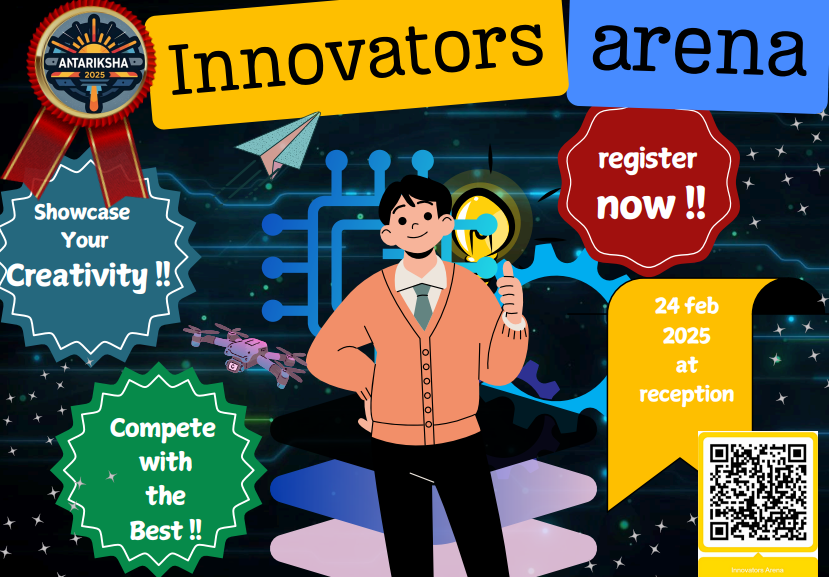 ANTARIKSHA
2025
Innovators arena
register
now !!
Showcase
Your
Creativity !!
24 feb
2025
at
reception
Compete
with
the
Best !!
Innovators Arena